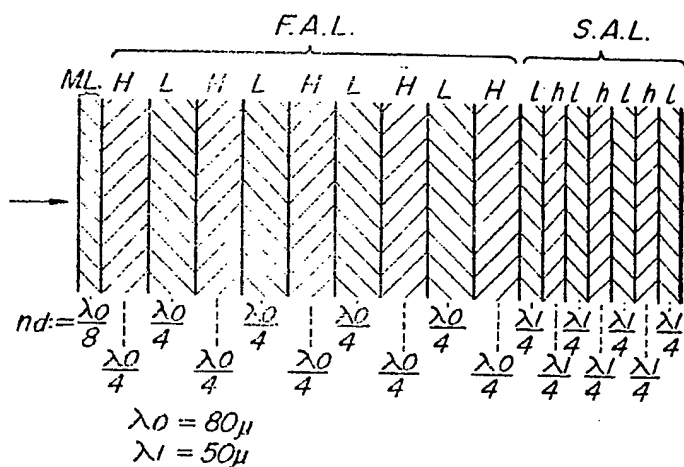 F.A.L. S.A.L.
M.L. H L H L H L H L H l h l h l h l
nd:= λ0/8 λ0/4 λ0/4 λ0/4 λ0/4 λ1/4 λ1/4 λ1/4 λ1/4
λ0/4 λ0/4 λ0/4 λ0/4 λ0/4 λ1/4 λ1/4 λ1/4
λ0 = 80μ
λ1 = 50μ